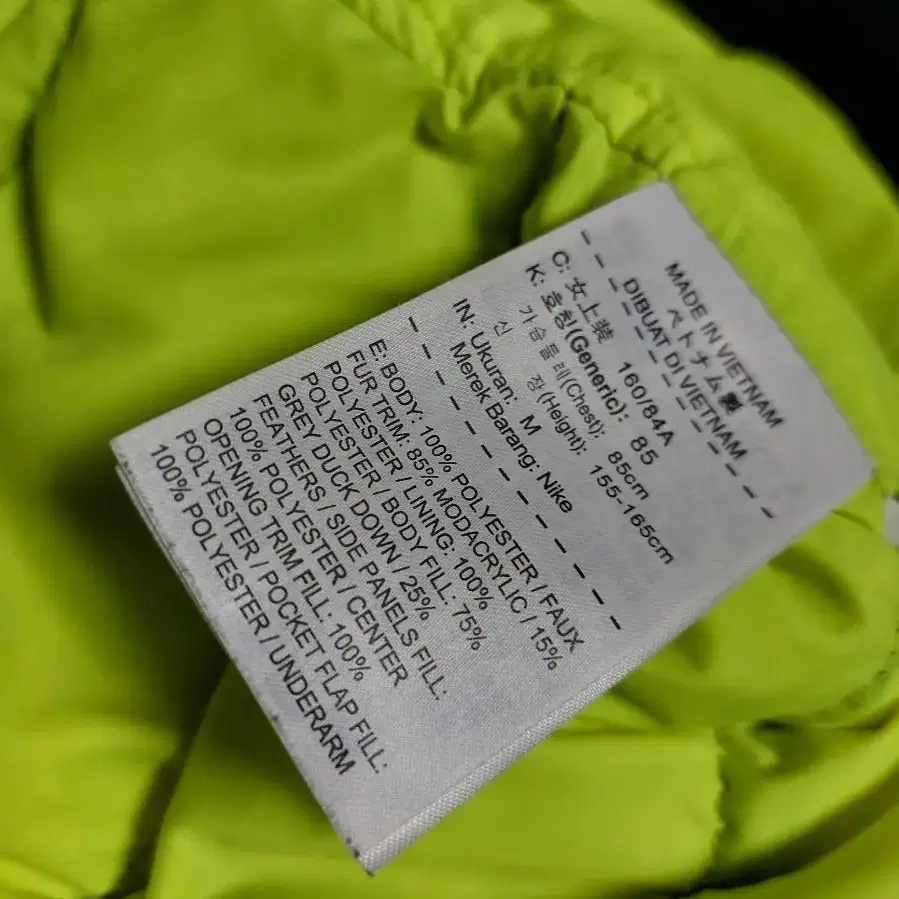 MADE IN VIETNAM
ベトナム製
DIBUAT DI VIETNAM
C: 女上装 160/84A
K: 호칭(Generic): 85
가슴둘레(Chest): 85cm
신 장(Height): 155-165cm
IN: Ukuran: M
Merek Barang: Nike
E: BODY: 100% POLYESTER / FAUX
FUR TRIM: 85% MODACRYLIC / 15%
POLYESTER / LINING: 100%
POLYESTER / BODY FILL: 75%
GREY DUCK DOWN / 25%
FEATHERS / SIDE PANELS FILL:
100% POLYESTER / CENTER
OPENING TRIM FILL: 100%
POLYESTER / POCKET FLAP FILL:
100% POLYESTER / UNDERARM